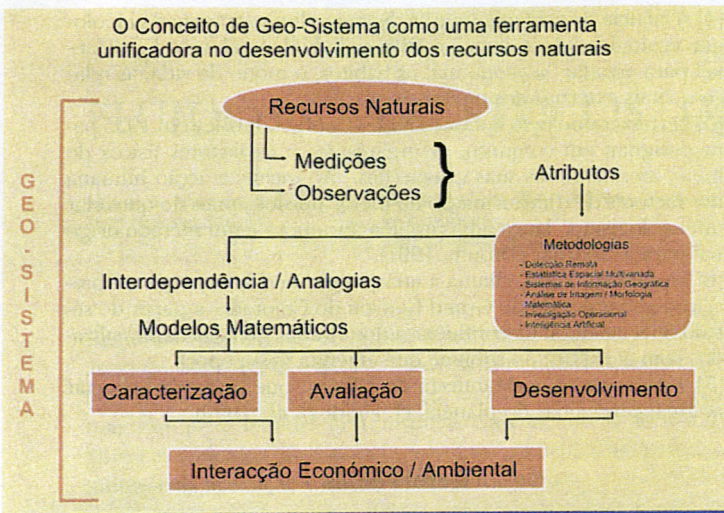 O Conceito de Geo-Sistema como uma ferramenta
unificadora no desenvolvimento dos recursos naturais
GEO-SISTEMA
Recursos Naturais
Medições
Observações
Atributos
Metodologias
- Detecção Remota
- Estatística Espacial Multivariada
- Sistemas de Informação Geográfica
- Análise de Imagem / Morfologia
Matemática
- Investigação Operacional
- Inteligência Artificial
Interdependência / Analogias
Modelos Matemáticos
Caracterização
Avaliação
Desenvolvimento
Interacção Económico / Ambiental